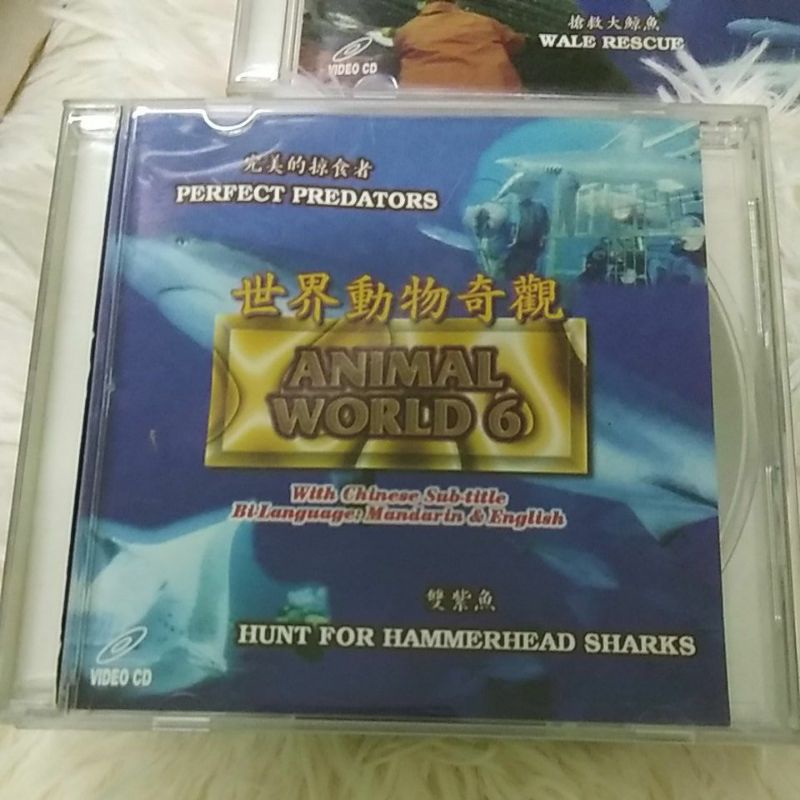 搶救大鯨魚
WALE RESCUE
VIDEO CD
完美的掠食者
PERFECT PREDATORS
世界動物奇觀
ANIMAL
WORLD 6
With Chinese Sub-title
Bi-Language: Mandarin & English
雙紫魚
HUNT FOR HAMMERHEAD SHARKS
VIDEO CD